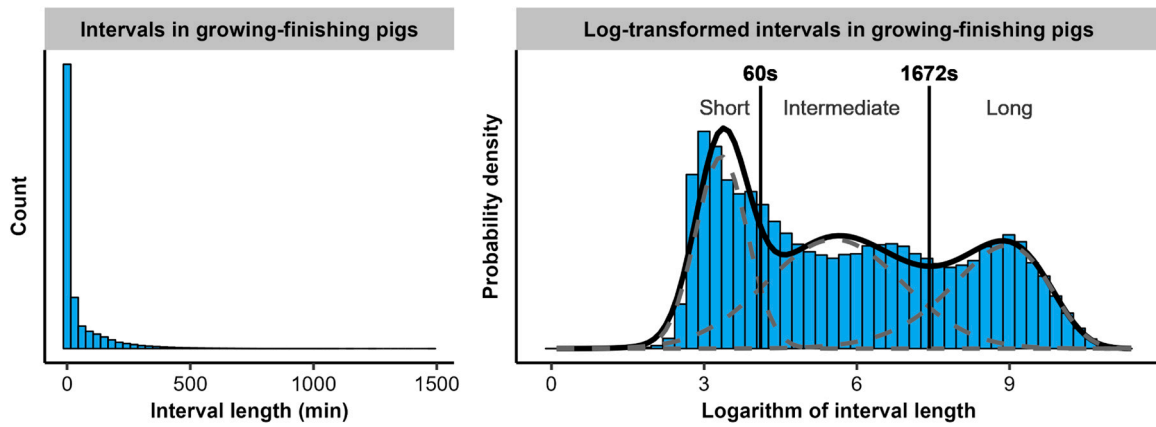 Intervals in growing-finishing pigs
Count
0 500 1000 1500
Interval length (min)
Log-transformed intervals in growing-finishing pigs
60s 1672s
Short Intermediate Long
Probability density
0 3 6 9
Logarithm of interval length